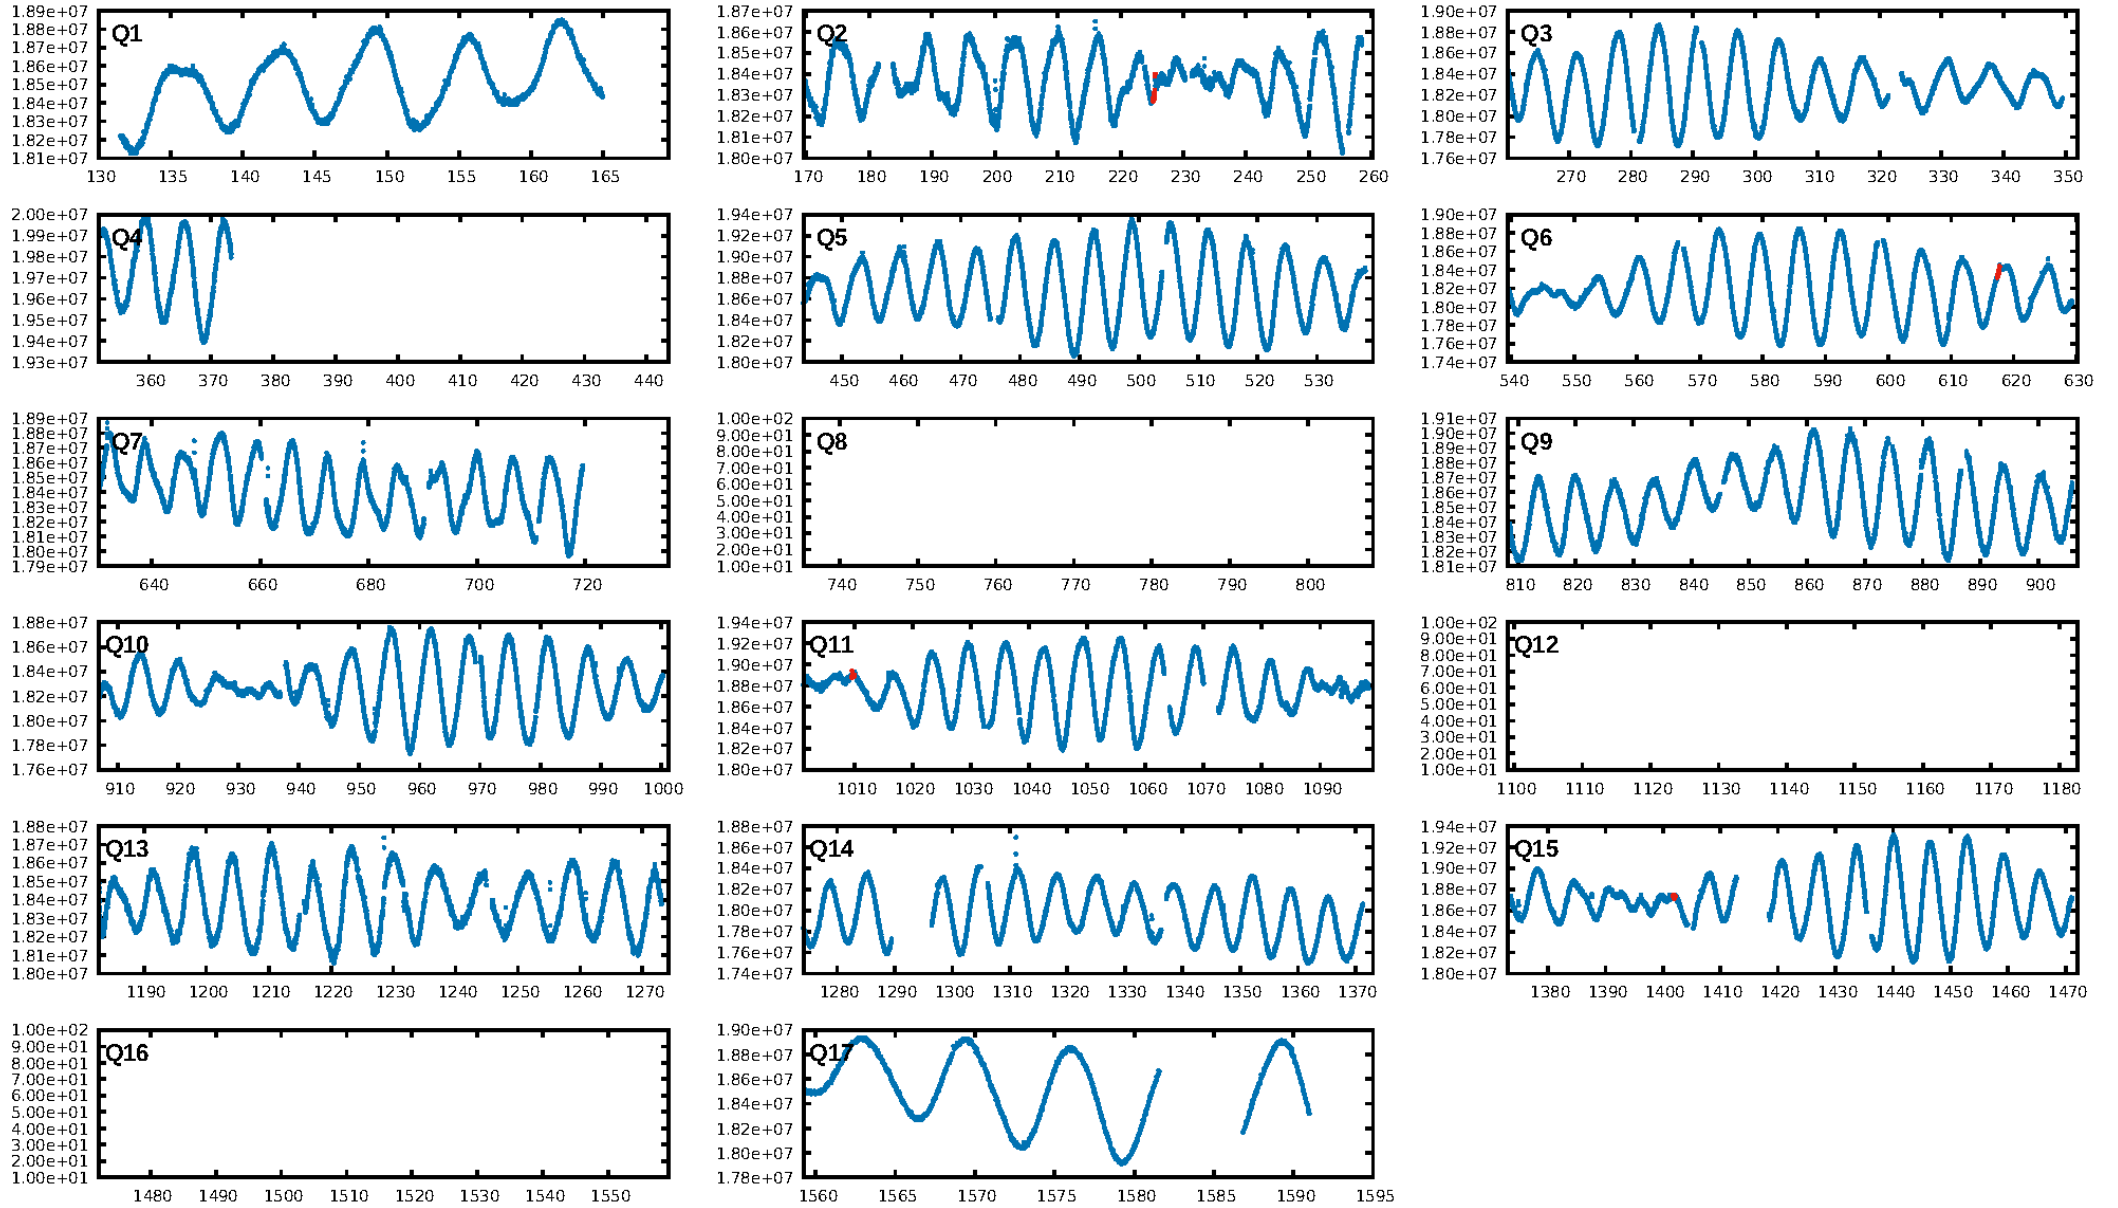 1.89e+07
1.88e+07
1.87e+07
1.86e+07
1.85e+07
1.84e+07
1.83e+07
1.82e+07
1.81e+07
Q1
130 135 140 145 150 155 160 165
1.87e+07
1.86e+07
1.85e+07
1.84e+07
1.83e+07
1.82e+07
1.81e+07
1.80e+07
Q2
170 180 190 200 210 220 230 240 250 260
1.90e+07
1.88e+07
1.86e+07
1.84e+07
1.82e+07
1.80e+07
1.78e+07
1.76e+07
Q3
270 280 290 300 310 320 330 340 350
2.00e+07
1.99e+07
1.98e+07
1.97e+07
1.96e+07
1.95e+07
1.94e+07
1.93e+07
Q4
360 370 380 390 400 410 420 430 440
1.94e+07
1.92e+07
1.90e+07
1.88e+07
1.86e+07
1.84e+07
1.82e+07
1.80e+07
Q5
450 460 470 480 490 500 510 520 530
1.90e+07
1.88e+07
1.86e+07
1.84e+07
1.82e+07
1.80e+07
1.78e+07
1.76e+07
1.74e+07
Q6
540 550 560 570 580 590 600 610 620 630
1.89e+07
1.88e+07
1.87e+07
1.86e+07
1.85e+07
1.84e+07
1.83e+07
1.82e+07
1.81e+07
1.80e+07
1.79e+07
Q7
640 660 680 700 720
1.00e+02
9.00e+01
8.00e+01
7.00e+01
6.00e+01
5.00e+01
4.00e+01
3.00e+01
2.00e+01
1.00e+01
Q8
740 750 760 770 780 790 800
1.91e+07
1.90e+07
1.89e+07
1.88e+07
1.87e+07
1.86e+07
1.85e+07
1.84e+07
1.83e+07
1.82e+07
1.81e+07
Q9
810 820 830 840 850 860 870 880 890 900
1.88e+07
1.86e+07
1.84e+07
1.82e+07
1.80e+07
1.78e+07
1.76e+07
Q10
910 920 930 940 950 960 970 980 990 1000
1.94e+07
1.92e+07
1.90e+07
1.88e+07
1.86e+07
1.84e+07
1.82e+07
1.80e+07
Q11
1010 1020 1030 1040 1050 1060 1070 1080 1090
1.00e+02
9.00e+01
8.00e+01
7.00e+01
6.00e+01
5.00e+01
4.00e+01
3.00e+01
2.00e+01
1.00e+01
Q12
1100 1110 1120 1130 1140 1150 1160 1170 1180
1.88e+07
1.87e+07
1.86e+07
1.85e+07
1.84e+07
1.83e+07
1.82e+07
1.81e+07
1.80e+07
Q13
1190 1200 1210 1220 1230 1240 1250 1260 1270
1.88e+07
1.86e+07
1.84e+07
1.82e+07
1.80e+07
1.78e+07
1.76e+07
1.74e+07
Q14
1280 1290 1300 1310 1320 1330 1340 1350 1360 1370
1.94e+07
1.92e+07
1.90e+07
1.88e+07
1.86e+07
1.84e+07
1.82e+07
1.80e+07
Q15
1380 1390 1400 1410 1420 1430 1440 1450 1460 1470
1.00e+02
9.00e+01
8.00e+01
7.00e+01
6.00e+01
5.00e+01
4.00e+01
3.00e+01
2.00e+01
1.00e+01
Q16
1480 1490 1500 1510 1520 1530 1540 1550
1.90e+07
1.88e+07
1.86e+07
1.84e+07
1.82e+07
1.80e+07
1.78e+07
Q17
1560 1565 1570 1575 1580 1585 1590 1595